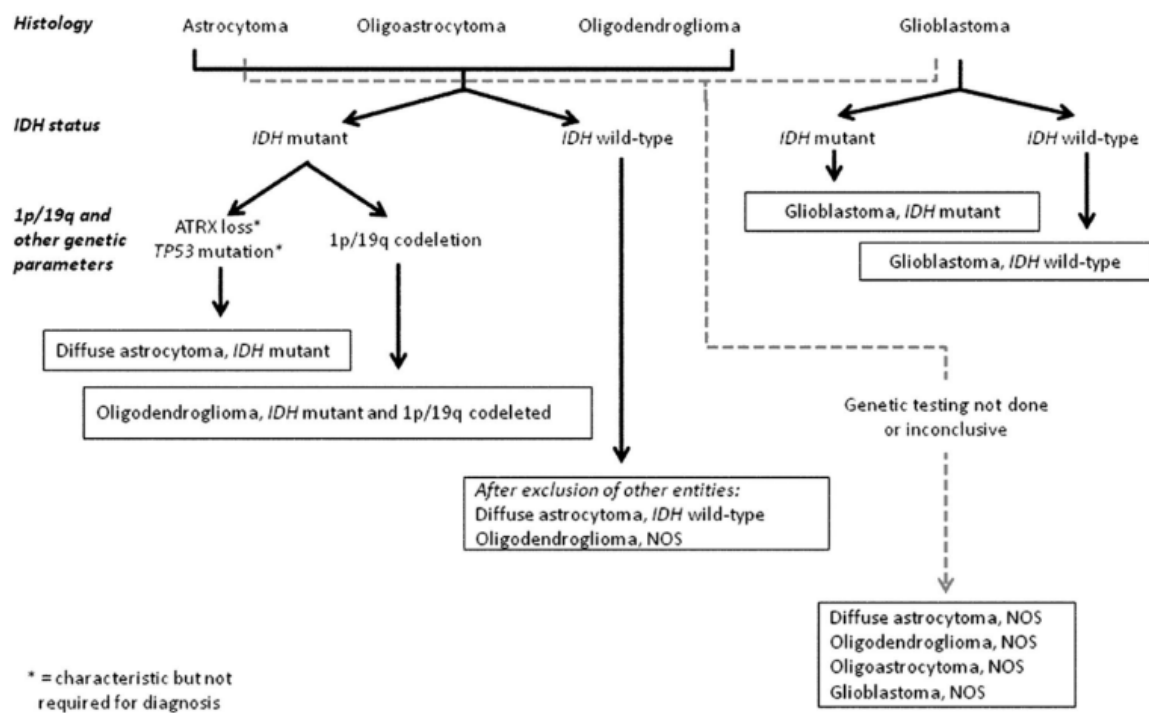 Histology
Astrocytoma
Oligoastrocytoma
Oligodendroglioma
Glioblastoma
IDH status
IDH mutant
IDH wild-type
IDH mutant
IDH wild-type
1p/19q and
other genetic
parameters
ATRX loss*
TP53 mutation*
1p/19q codeletion
Glioblastoma, IDH mutant
Glioblastoma, IDH wild-type
Diffuse astrocytoma, IDH mutant
Oligodendroglioma, IDH mutant and 1p/19q codeleted
Genetic testing not done
or inconclusive
After exclusion of other entities:
Diffuse astrocytoma, IDH wild-type
Oligodendroglioma, NOS
Diffuse astrocytoma, NOS
Oligodendroglioma, NOS
Oligoastrocytoma, NOS
Glioblastoma, NOS
* = characteristic but not
required for diagnosis